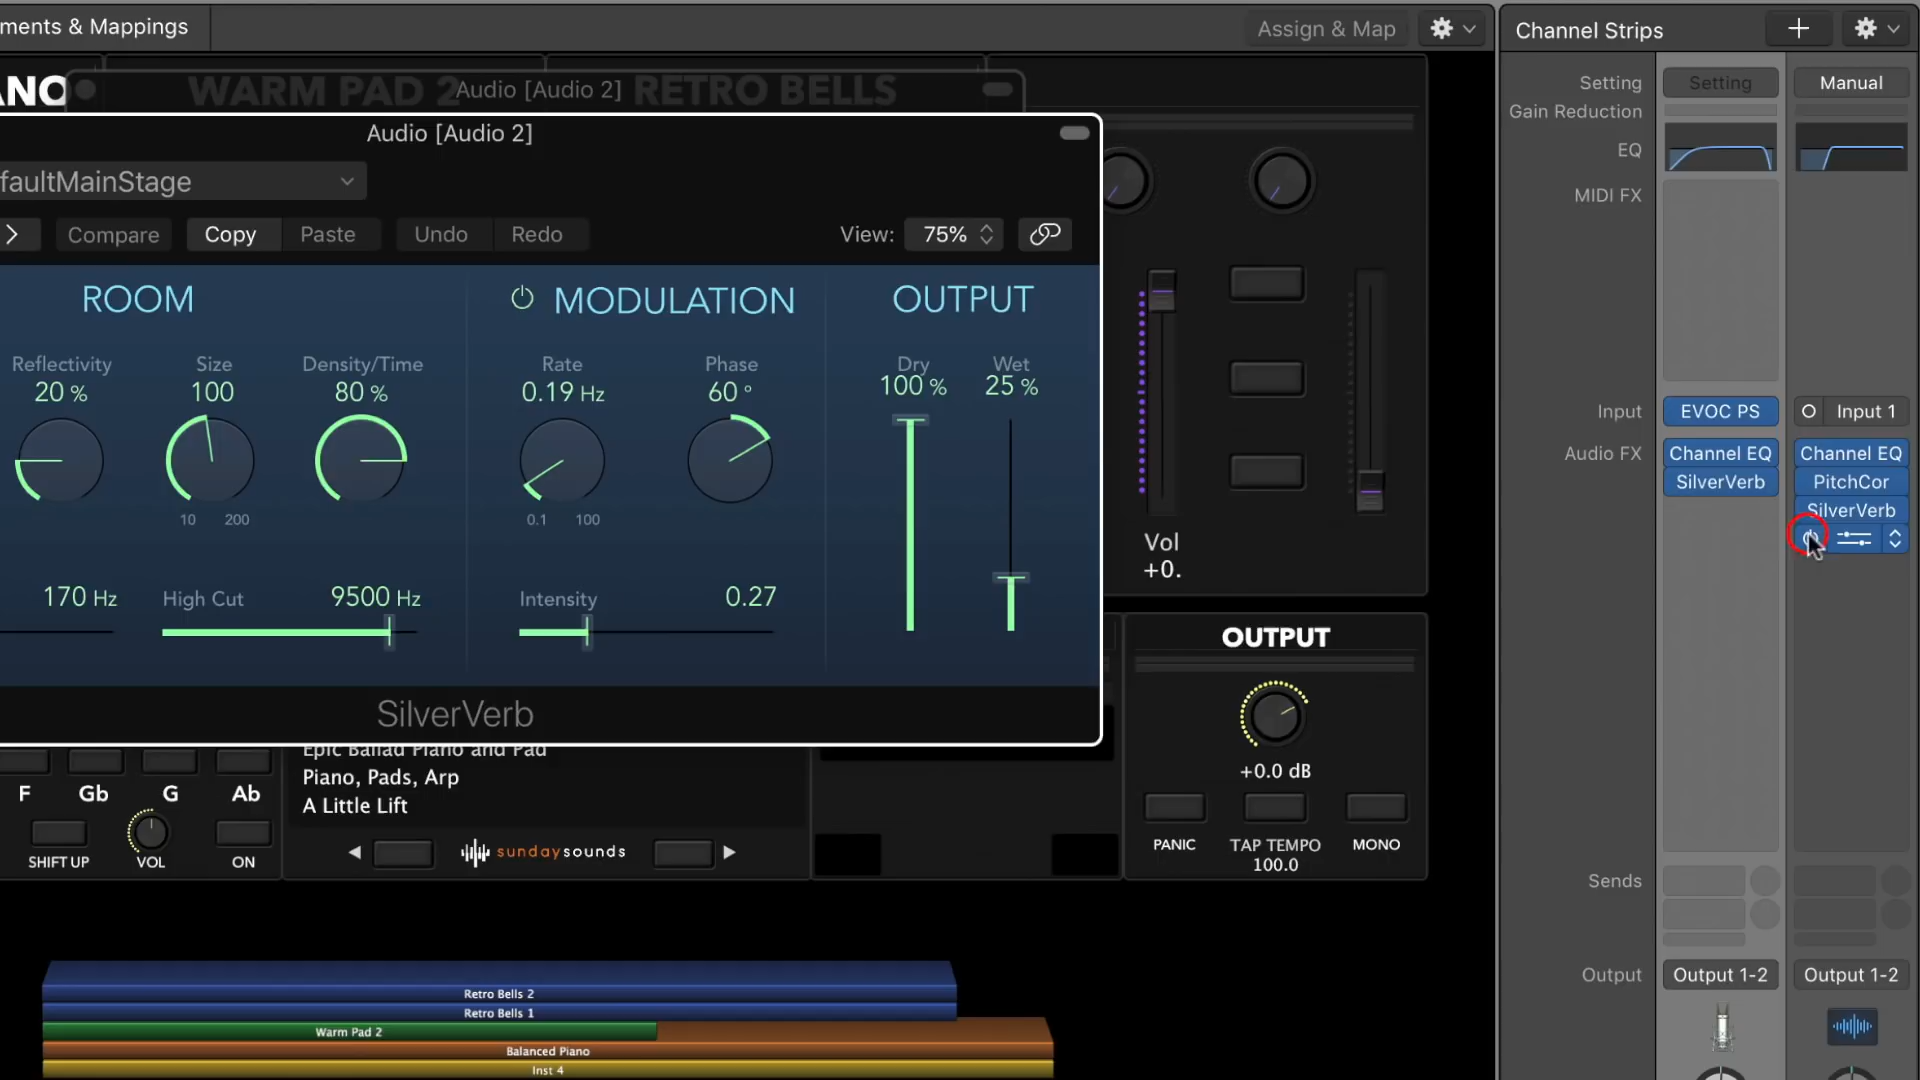 ments & Mappings
Assign & Map
Channel Strips
ANO
WARM PAD 2
Audio [Audio 2]
RETRO BELLS
Setting
Setting
Manual
Gain Reduction
Audio [Audio 2]
EQ
faultMainStage
MIDI FX
Compare
Copy
Paste
Undo
Redo
View:
75%
ROOM
MODULATION
OUTPUT
Reflectivity
20 %
Size
100
Density/Time
80 %
Rate
0.19 Hz
Phase
60 °
Dry
100 %
Wet
25 %
Input
EVOC PS
Input 1
Audio FX
Channel EQ
Channel EQ
SilverVerb
PitchCor
SilverVerb
10
200
0.1
100
Vol
+0.
170 Hz
High Cut
9500 Hz
Intensity
0.27
OUTPUT
SilverVerb
Epic Ballad Piano and Pad
Piano, Pads, Arp
A Little Lift
+0.0 dB
F
Gb
G
Ab
SHIFT UP
VOL
ON
sundaysounds
PANIC
TAP TEMPO
100.0
MONO
Sends
Output
Output 1-2
Output 1-2
Retro Bells 2
Retro Bells 1
Warm Pad 2
Balanced Piano
Inst 4